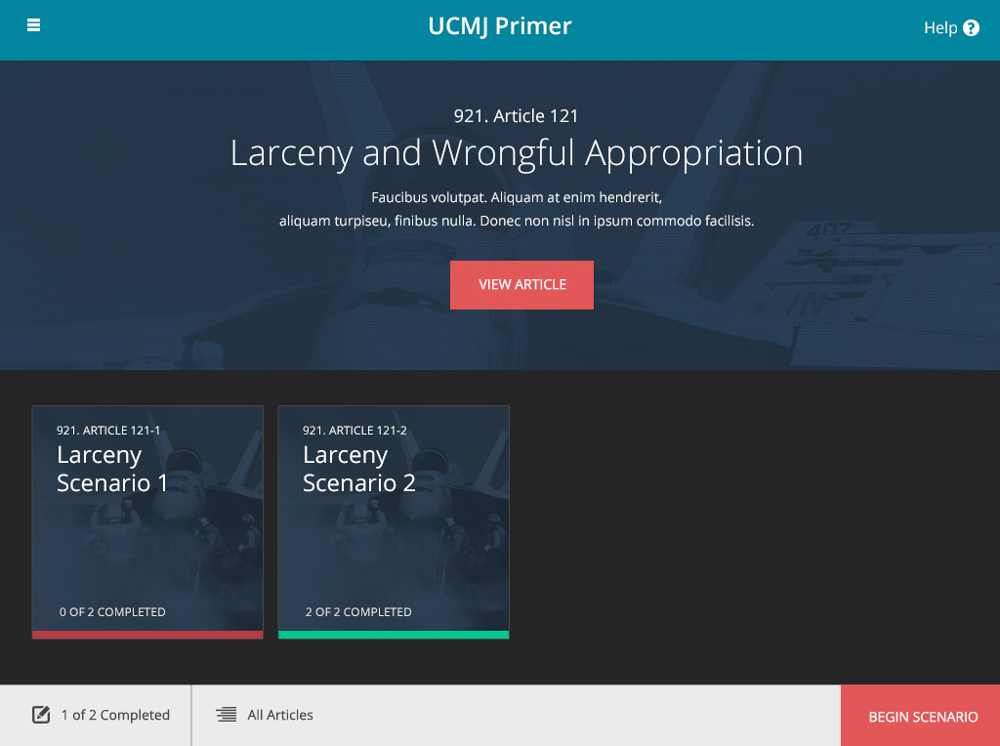 UCMJ Primer
Help ?
921. Article 121
Larceny and Wrongful Appropriation
Faucibus volutpat. Aliquam at enim hendrerit,
aliquam turpiseu, finibus nulla. Donec non nisl in ipsum commodo facilisis.
407
VIEW ARTICLE
921. ARTICLE 121-1
Larceny
Scenario 1
0 OF 2 COMPLETED
921. ARTICLE 121-2
Larceny
Scenario 2
2 OF 2 COMPLETED
1 of 2 Completed
All Articles
BEGIN SCENARIO